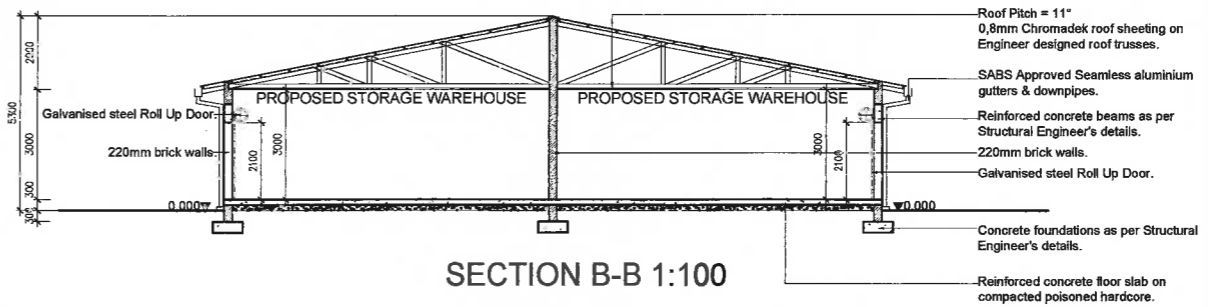 Roof Pitch = 11°
0,8mm Chromadek roof sheeting on
Engineer designed roof trusses.
SABS Approved Seamless aluminium
gutters & downpipes.
Reinforced concrete beams as per
Structural Engineer's details.
220mm brick walls.
Galvanised steel Roll Up Door.
Concrete foundations as per Structural
Engineer's details.
Reinforced concrete floor slab on
compacted poisoned hardcore.
PROPOSED STORAGE WAREHOUSE
PROPOSED STORAGE WAREHOUSE
Galvanised steel Roll Up Door.
220mm brick walls.
5300
2000
3000
300
300
2100
3000
3000
2100
0.000
0.000
SECTION B-B 1:100